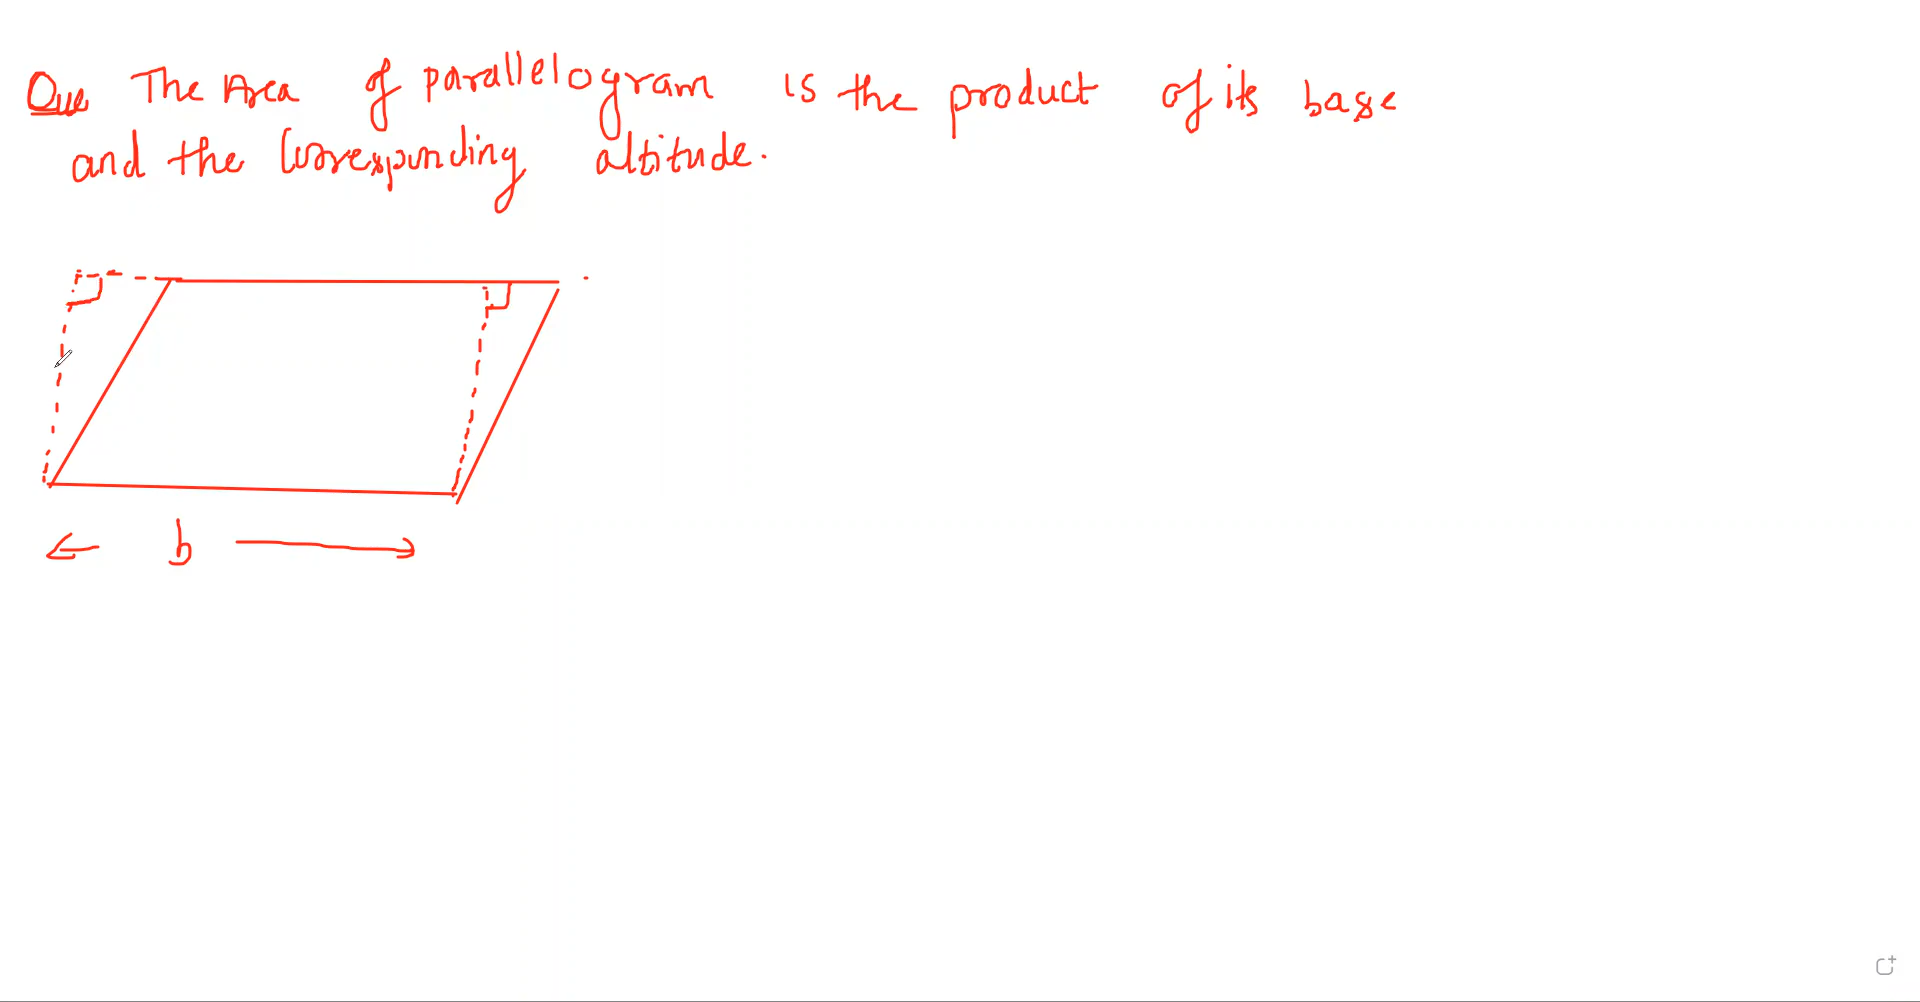 Que The Area of parallelogram is the product of its base
and the Corresponding altitude.
b